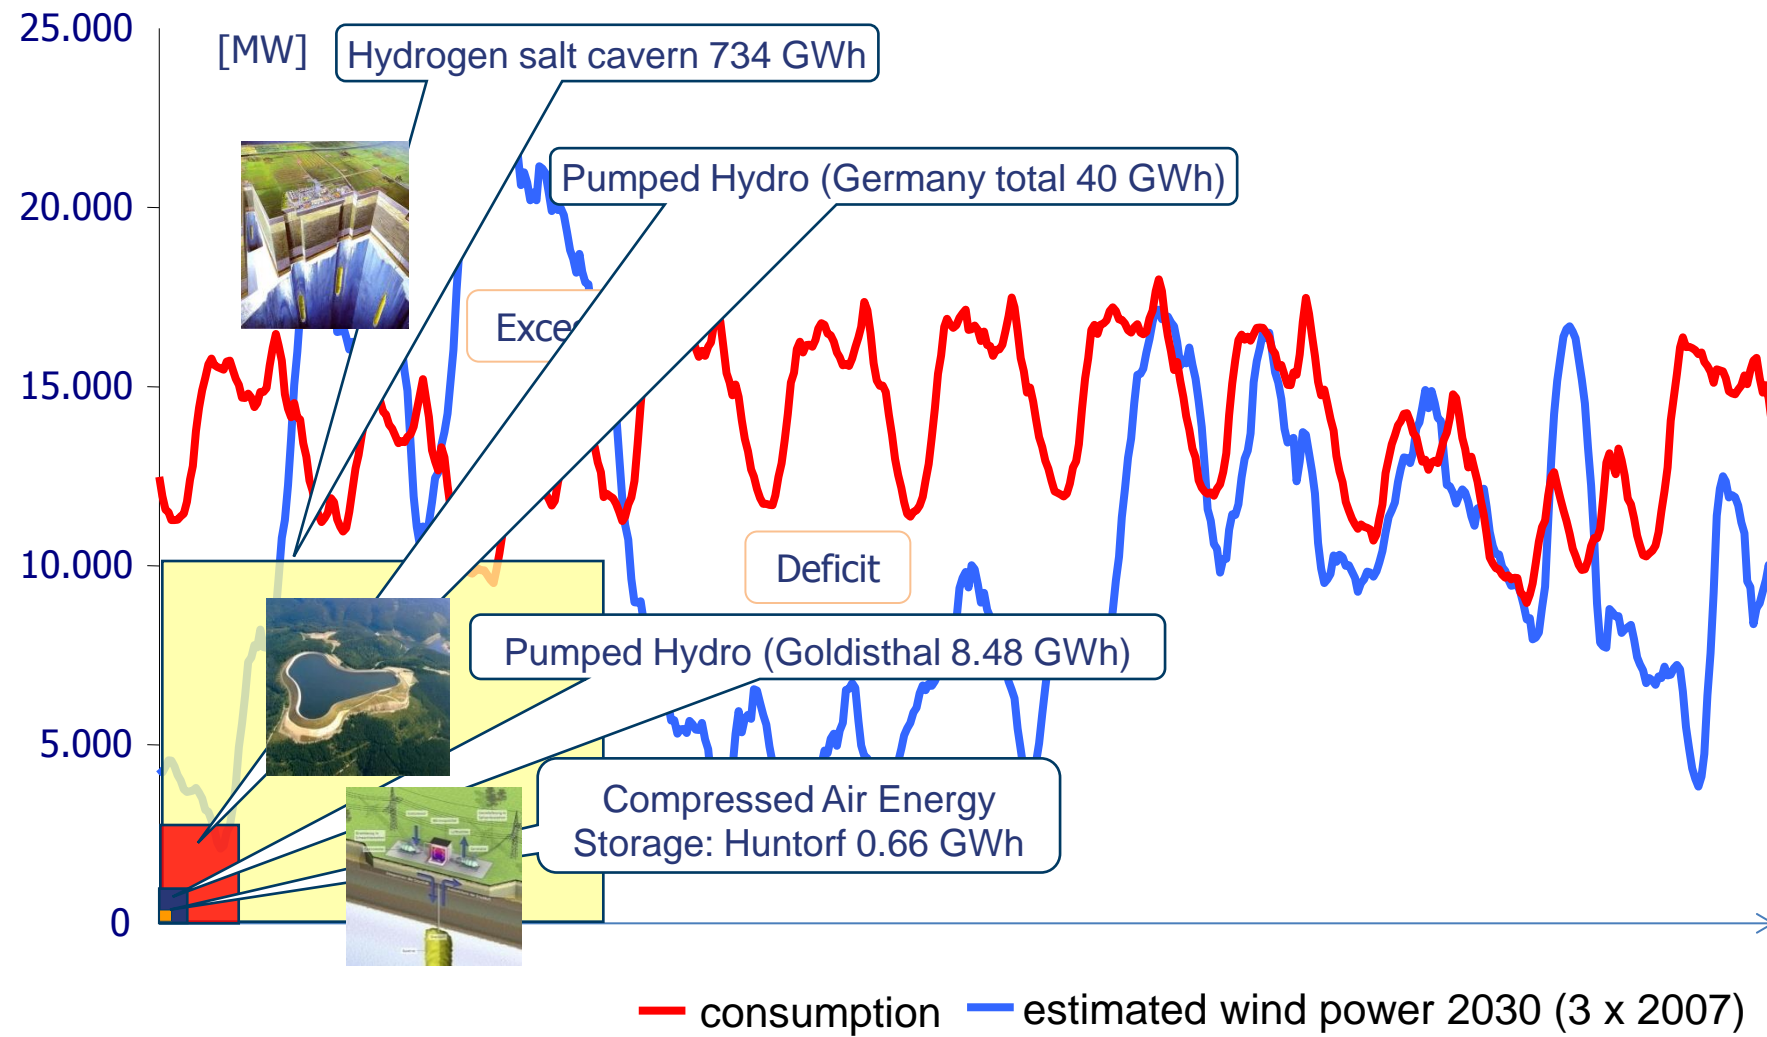 25.000
[MW]
Hydrogen salt cavern 734 GWh
Pumped Hydro (Germany total 40 GWh)
20.000
Exce
15.000
10.000
Deficit
Pumped Hydro (Goldisthal 8.48 GWh)
5.000
Compressed Air Energy
Storage: Huntorf 0.66 GWh
0
consumption
estimated wind power 2030 (3 x 2007)